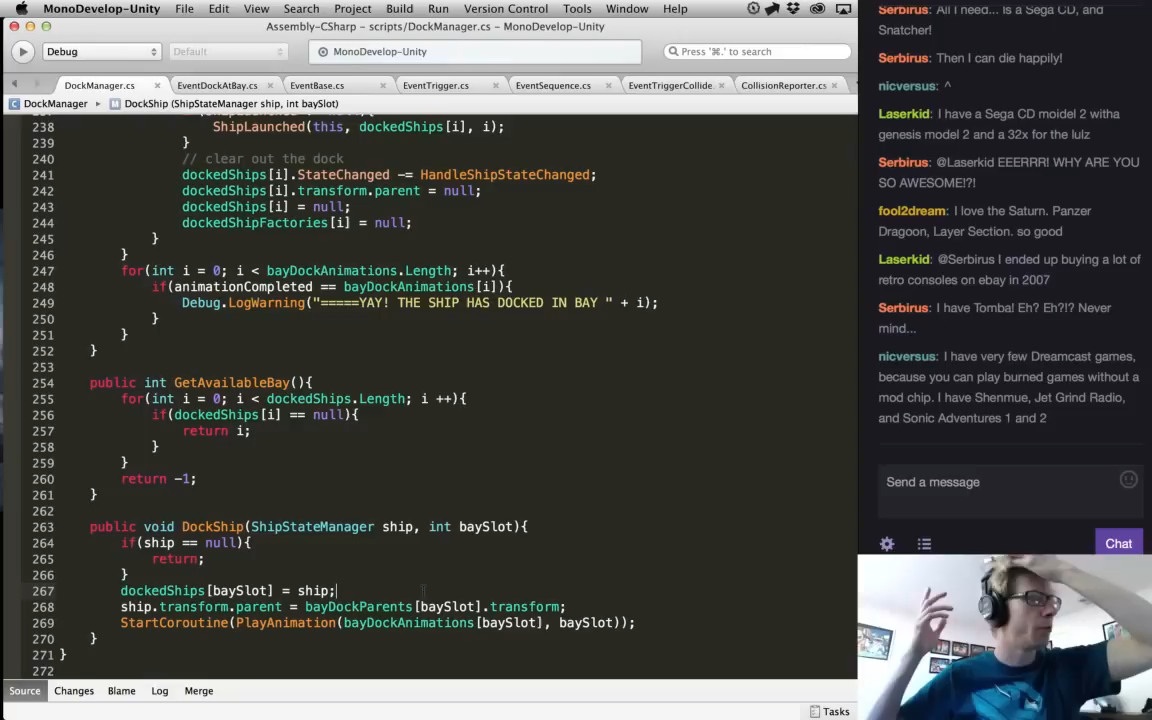 MonoDevelop-Unity File Edit View Search Project Build Run Version Control Tools Window Help
Assembly-CSharp – scripts/DockManager.cs – MonoDevelop-Unity
Debug Default MonoDevelop-Unity Press '⌘.' to search
DockManager.cs × EventDockAtBay.cs × EventBase.cs × EventTrigger.cs × EventSequence.cs × EventTriggerCollide × CollisionReporter.cs ×
C DockManager ▸ M DockShip (ShipStateManager ship, int baySlot)
238 ShipLaunched(this, dockedShips[i], i);
239 }
240 // clear out the dock
241 dockedShips[i].StateChanged -= HandleShipStateChanged;
242 dockedShips[i].transform.parent = null;
243 dockedShips[i] = null;
244 dockedShipFactories[i] = null;
245 }
246 }
247 for(int i = 0; i < bayDockAnimations.Length; i++){
248 if(animationCompleted == bayDockAnimations[i]){
249 Debug.LogWarning("=====YAY! THE SHIP HAS DOCKED IN BAY " + i);
250 }
251 }
252 }
253
254 public int GetAvailableBay(){
255 for(int i = 0; i < dockedShips.Length; i ++){
256 if(dockedShips[i] == null){
257 return i;
258 }
259 }
260 return -1;
261 }
262
263 public void DockShip(ShipStateManager ship, int baySlot){
264 if(ship == null){
265 return;
266 }
267 dockedShips[baySlot] = ship;
268 ship.transform.parent = bayDockParents[baySlot].transform;
269 StartCoroutine(PlayAnimation(bayDockAnimations[baySlot], baySlot));
270 }
271 }
272
Source Changes Blame Log Merge
Tasks
Serbirus: All I need... Is a Sega CD, and
Snatcher!
Serbirus: Then I can die happily!
nicversus: ^
Laserkid: I have a Sega CD moidel 2 witha
genesis model 2 and a 32x for the lulz
Serbirus: @Laserkid EEERRR! WHY ARE YOU
SO AWESOME!?!
fool2dream: I love the Saturn. Panzer
Dragoon, Layer Section. so good
Laserkid: @Serbirus I ended up buying a lot of
retro consoles on ebay in 2007
Serbirus: I have Tomba! Eh? Eh?!? Never
mind...
nicversus: I have very few Dreamcast games,
because you can play burned games without a
mod chip. I have Shenmue, Jet Grind Radio,
and Sonic Adventures 1 and 2
Send a message
Chat